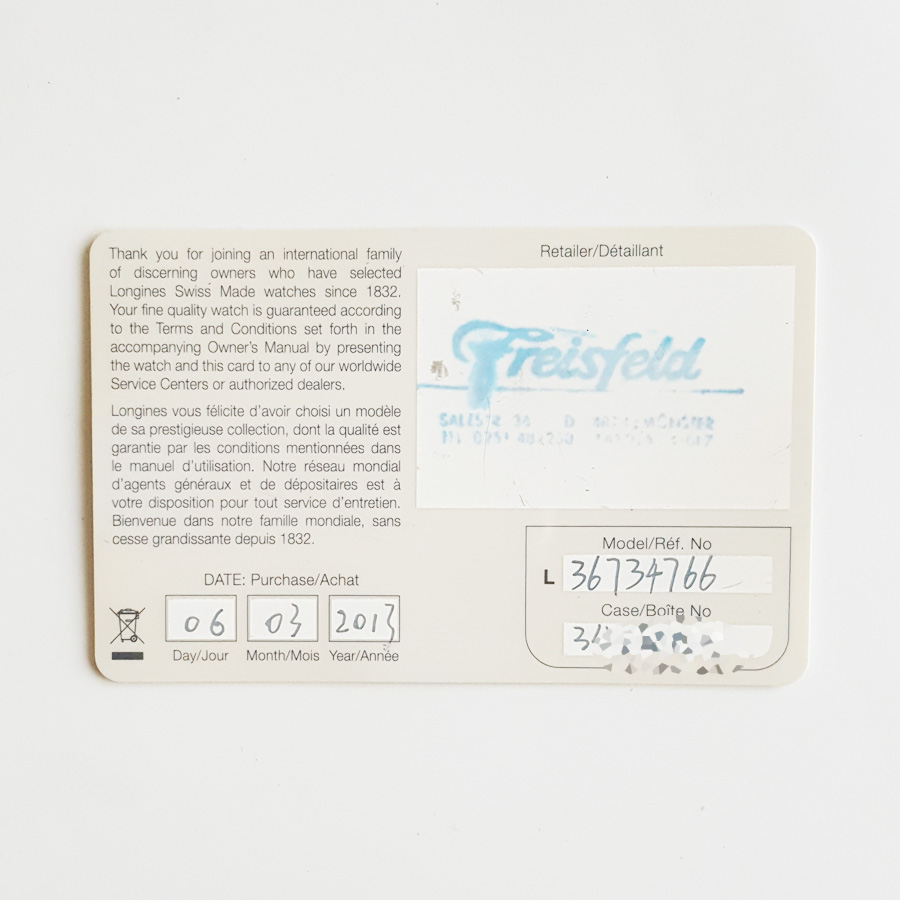 Thank you for joining an international family
of discerning owners who have selected
Longines Swiss Made watches since 1832.
Your fine quality watch is guaranteed according
to the Terms and Conditions set forth in the
accompanying Owner's Manual by presenting
the watch and this card to any of our worldwide
Service Centers or authorized dealers.
Longines vous félicite d'avoir choisi un modèle
de sa prestigieuse collection, dont la qualité est
garantie par les conditions mentionnées dans
le manuel d'utilisation. Notre réseau mondial
d'agents généraux et de dépositaires est à
votre disposition pour tout service d'entretien.
Bienvenue dans notre famille mondiale, sans
cesse grandissante depuis 1832.
DATE: Purchase/Achat
06 03 2013
Day/Jour Month/Mois Year/Année
Retailer/Détaillant
Freisfeld
D MÜNSTER
Model/Réf. No
L 36734766
Case/Boîte No